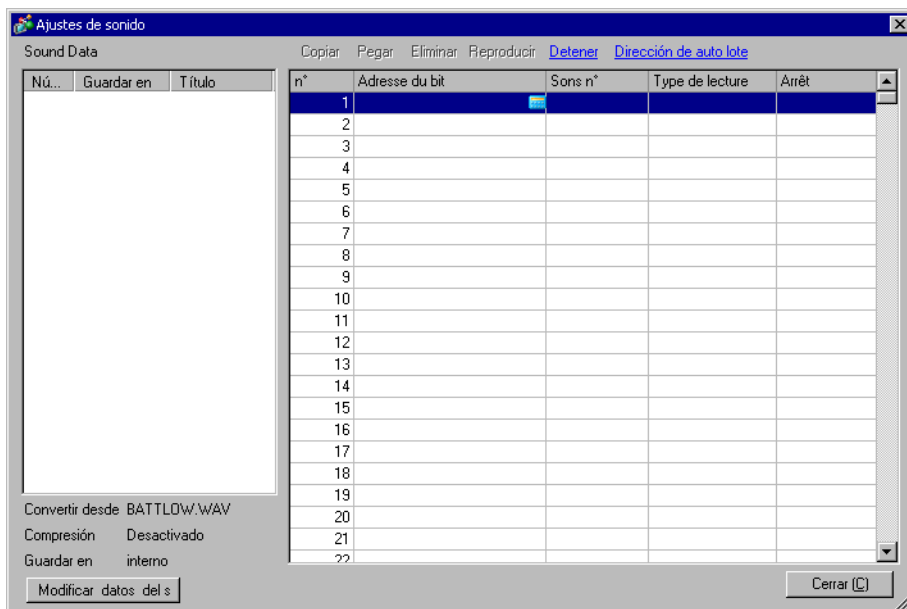 Ajustes de sonido
Sound Data
Copiar Pegar Eliminar Reproducir Detener Dirección de auto lote
Nú... Guardar en Título
n° Adresse du bit Sons n° Type de lecture Arrêt
1
2
3
4
5
6
7
8
9
10
11
12
13
14
15
16
17
18
19
20
21
22
Convertir desde BATTLOW.WAV
Compresión Desactivado
Guardar en interno
Modificar datos del s
Cerrar (C)